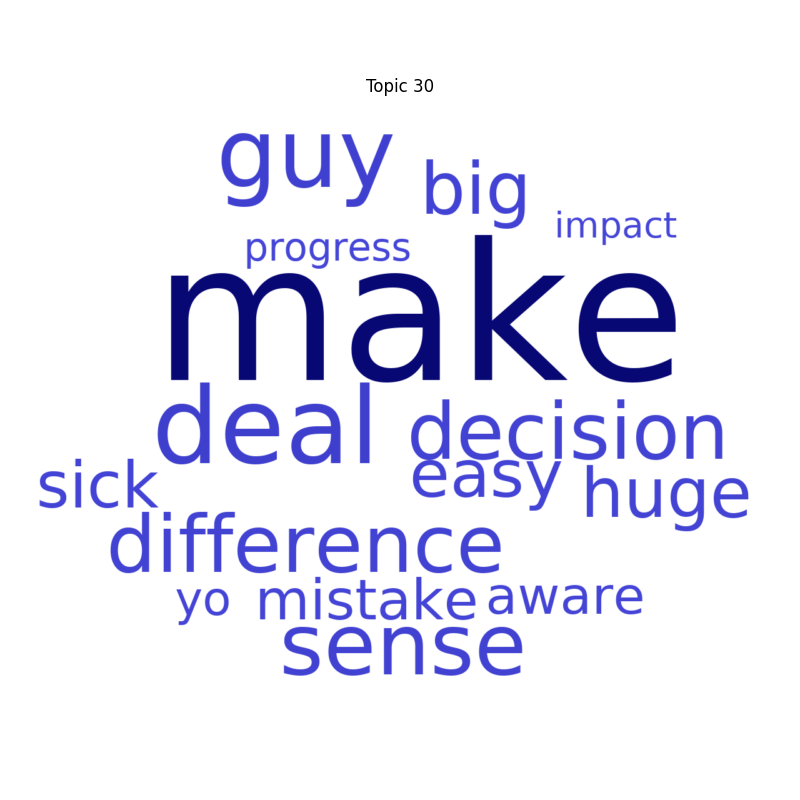 Topic 30
guy big
impact
progress
make
deal decision
easy
sick huge
difference
yo mistake aware
sense